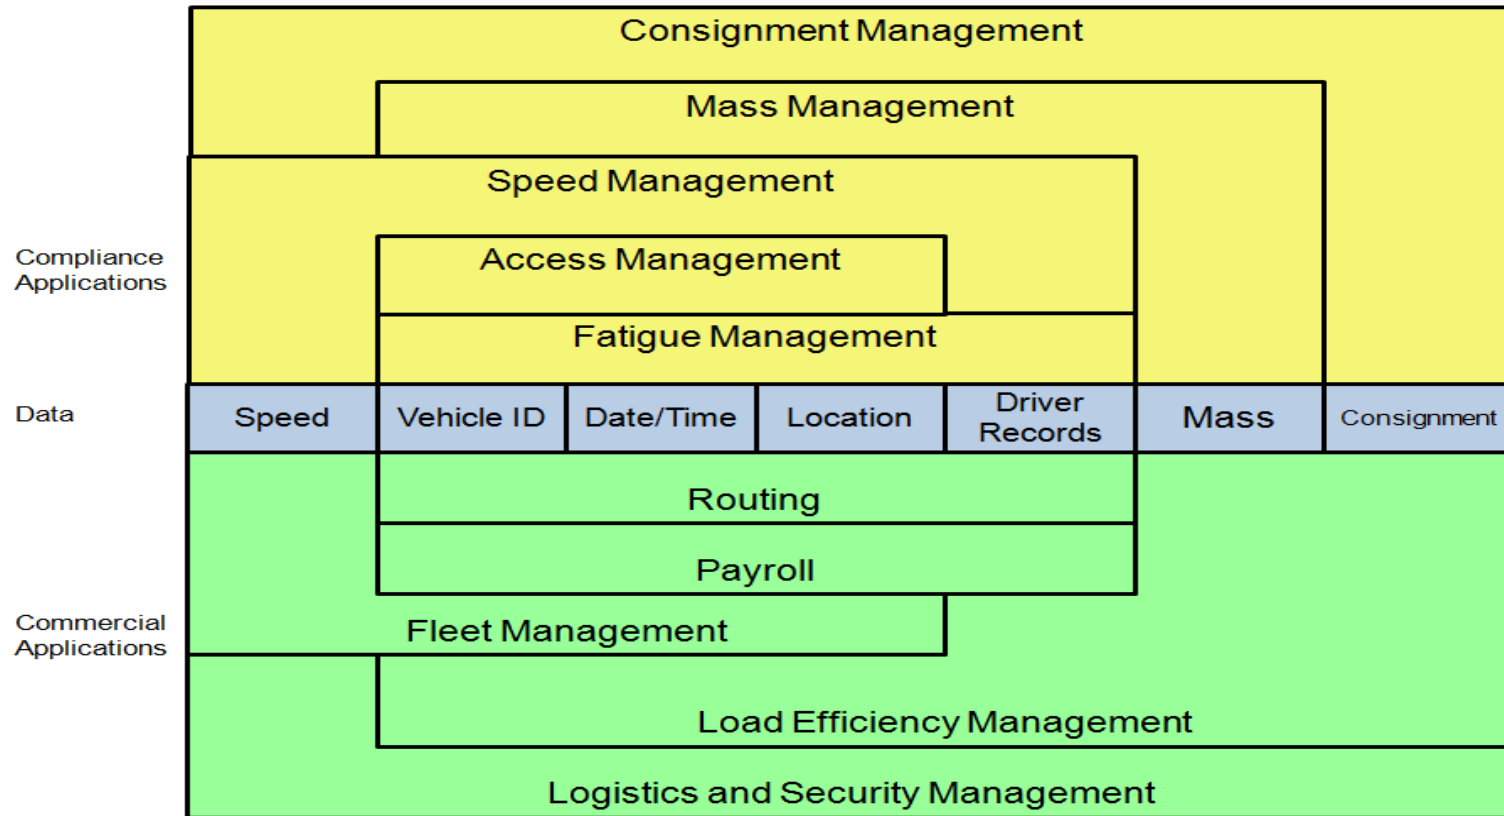 Consignment Management
Mass Management
Speed Management
Access Management
Compliance
Applications
Fatigue Management
Data
Speed
Vehicle ID
Date/Time
Location
Driver
Records
Mass
Consignment
Routing
Payroll
Commercial
Applications
Fleet Management
Load Efficiency Management
Logistics and Security Management